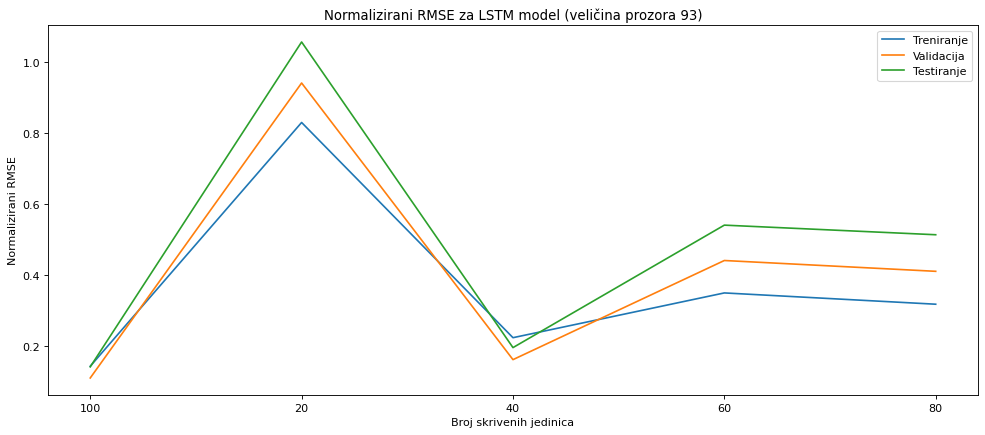 Normalizirani RMSE za LSTM model (veličina prozora 93)
Treniranje
Validacija
Testiranje
Normalizirani RMSE
1.0
0.8
0.6
0.4
0.2
100 20 40 60 80
Broj skrivenih jedinica